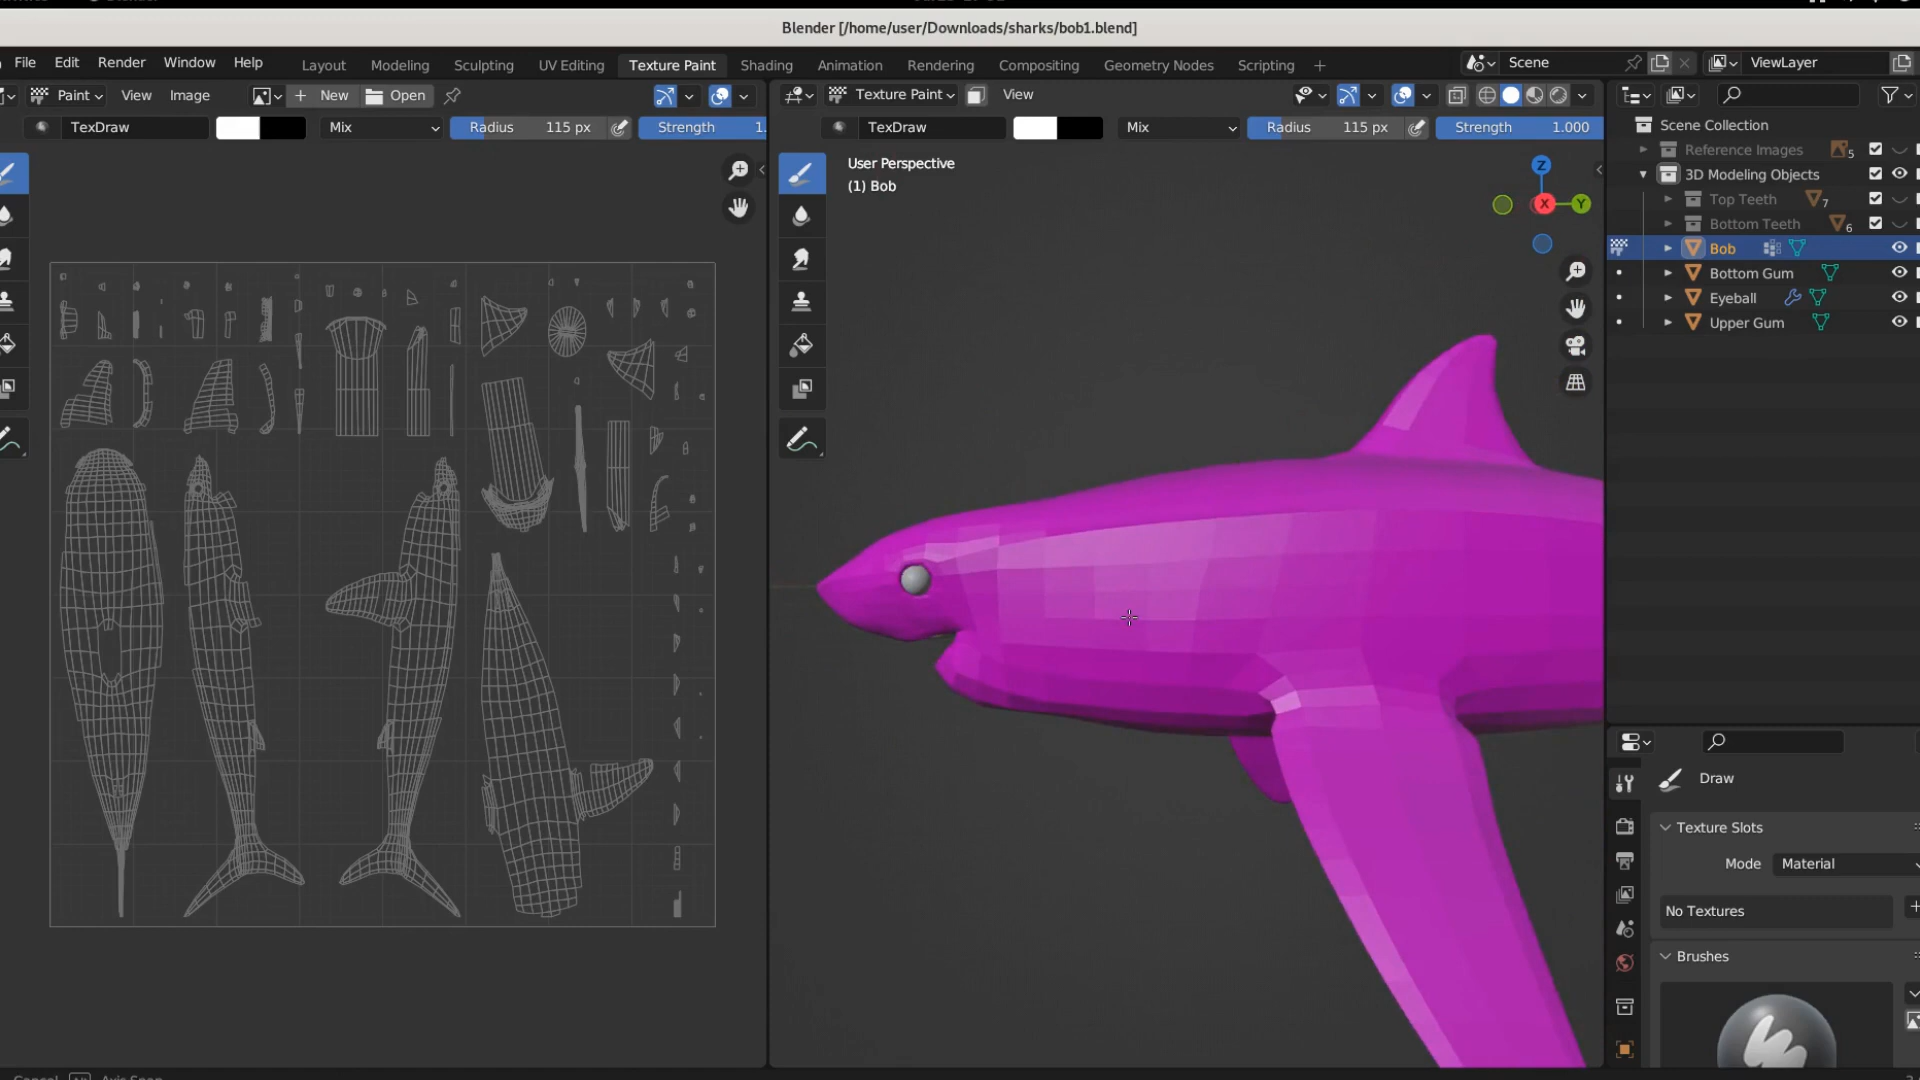 Blender [/home/user/Downloads/sharks/bob1.blend]
File Edit Render Window Help Layout Modeling Sculpting UV Editing Texture Paint Shading Animation Rendering Compositing Geometry Nodes Scripting + Scene ViewLayer
Paint View Image + New Open Texture Paint View
TexDraw Mix Radius 115 px Strength 1. TexDraw Mix Radius 115 px Strength 1.000
User Perspective
(1) Bob
Z
X
Y
Scene Collection
Reference Images 5
3D Modeling Objects
Top Teeth 7
Bottom Teeth 6
Bob
Bottom Gum
Eyeball
Upper Gum
Draw
Texture Slots
Mode Material
No Textures
Brushes